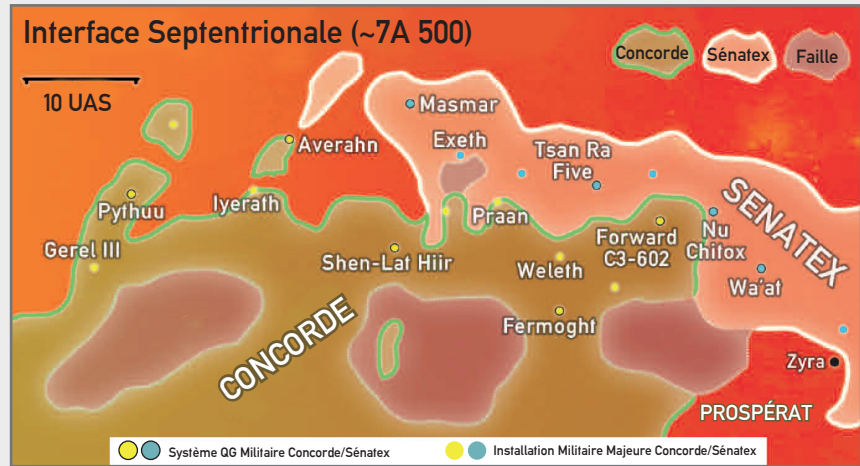 Interface Septentrionale (~7A 500)
10 UAS
Concorde
Sénatex
Faille
Masmar
Averahn
Exeth
Tsan Ra
Five
Pythuu
Iyerath
Praan
SENATEX
Gerel III
Shen-Lat Hiir
Weleth
Forward
C3-602
Nu
Chitox
Wa'at
CONCORDE
Fermoght
Zyra
PROSPÉRAT
Système QG Militaire Concorde/Sénatex
Installation Militaire Majeure Concorde/Sénatex